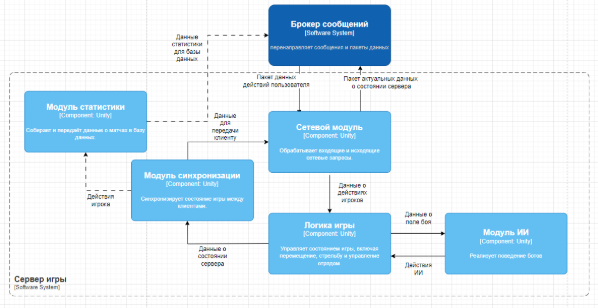 Брокер сообщений
[Software System]
перенаправляет сообщения и пакеты данных
Данные
статистики
для базы
данных
Пакет данных
действий пользователя
Пакет актуальных данных
о состоянии сервера
Модуль статистики
[Component: Unity]
Собирает и передаёт данные о матчах в базу
данных.
Данные
для
передачи
клиенту
Сетевой модуль
[Component: Unity]
Обрабатывает входящие и исходящие
сетевые запросы.
Модуль синхронизации
[Component: Unity]
Синхронизирует состояние игры между
клиентами.
Действия
игрока
Данные о
действиях
игроков
Логика игры
[Component: Unity]
Управляет состоянием игры, включая
перемещение, стрельбу и управление
Данные о
поле боя
Модуль ИИ
[Component: Unity]
Реализует поведение ботов.
Данные о
состоянии
сервера
Действия
ИИ
Сервер игры
[Software System]